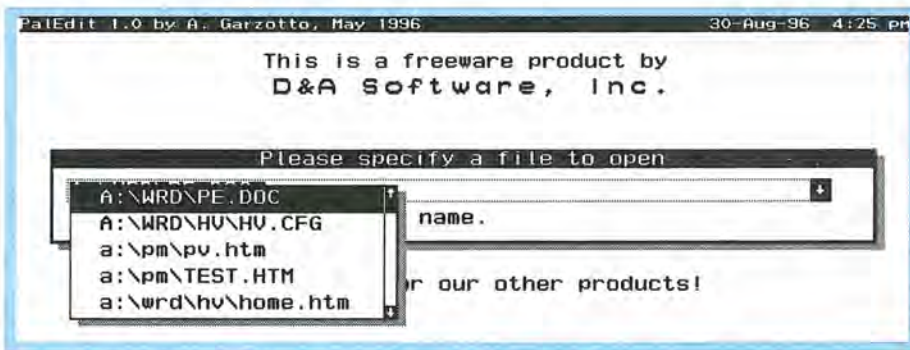 PalEdit 1.0 by A. Garzotto, May 1996 30-Aug-96 4:25 pm
This is a freeware product by
D&A Software, Inc.
Please specify a file to open
A:\WRD\PE.DOC
A:\WRD\HV\HV.CFG
name.
a:\pm\pv.htm
a:\pm\TEST.HTM
a:\wrd\hv\home.htm
r our other products!